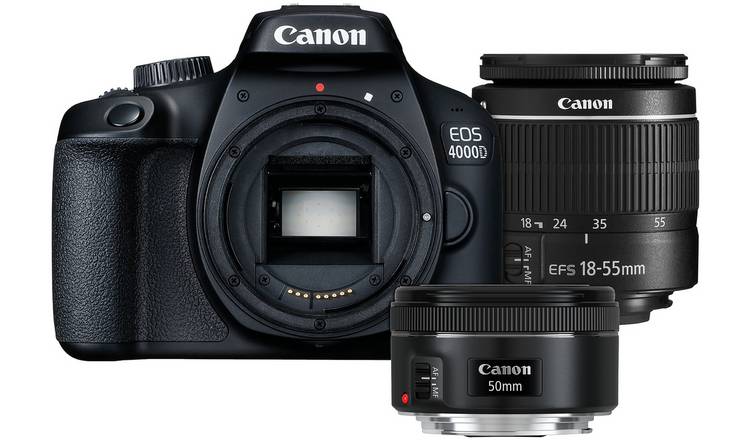 Canon
EOS
4000D
Canon
18 24 35 55
AF MF
EFS 18-55mm
AF MF
Canon
50mm